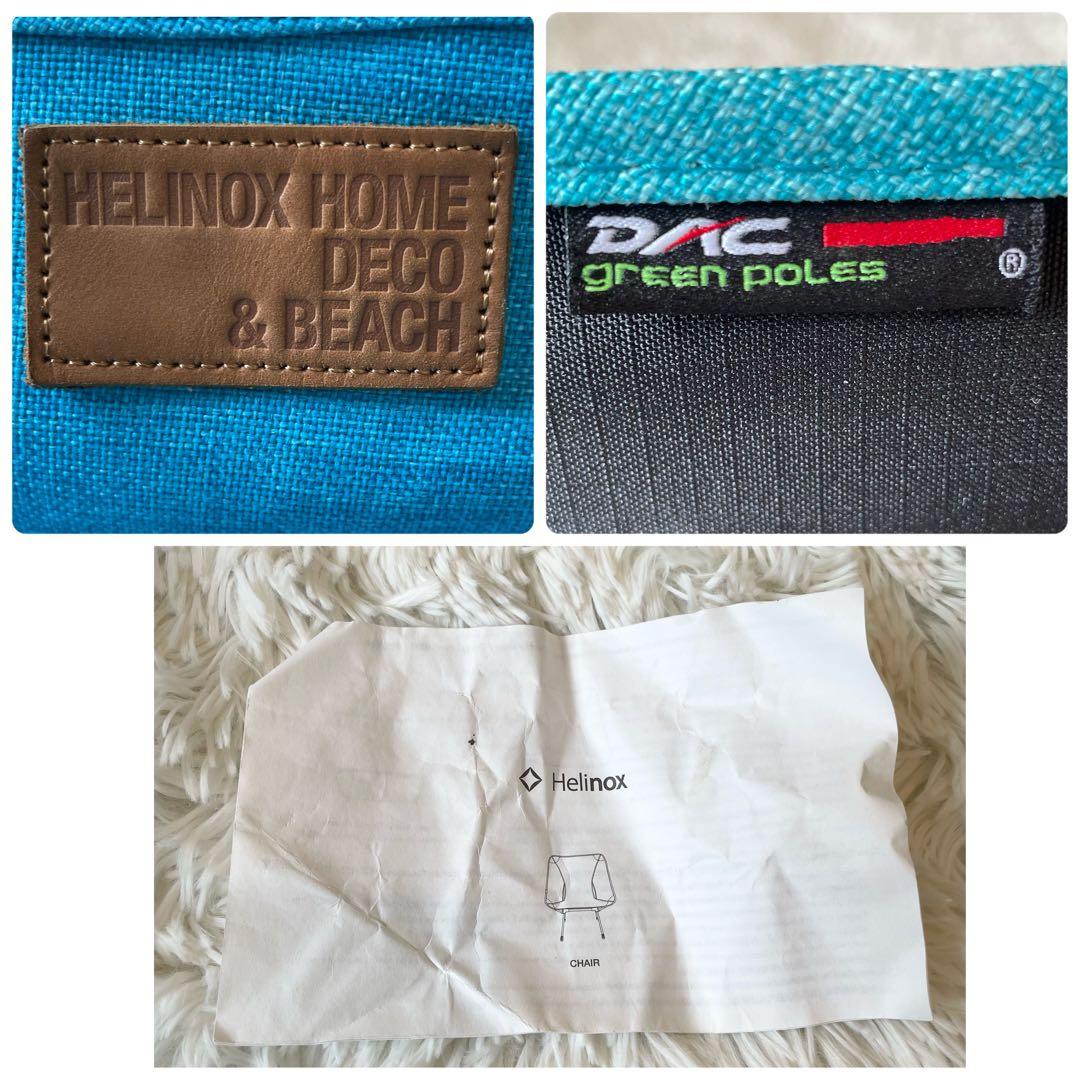 HELINOX HOME
DECO
& BEACH
DAC
green poles
®
Helinox
CHAIR